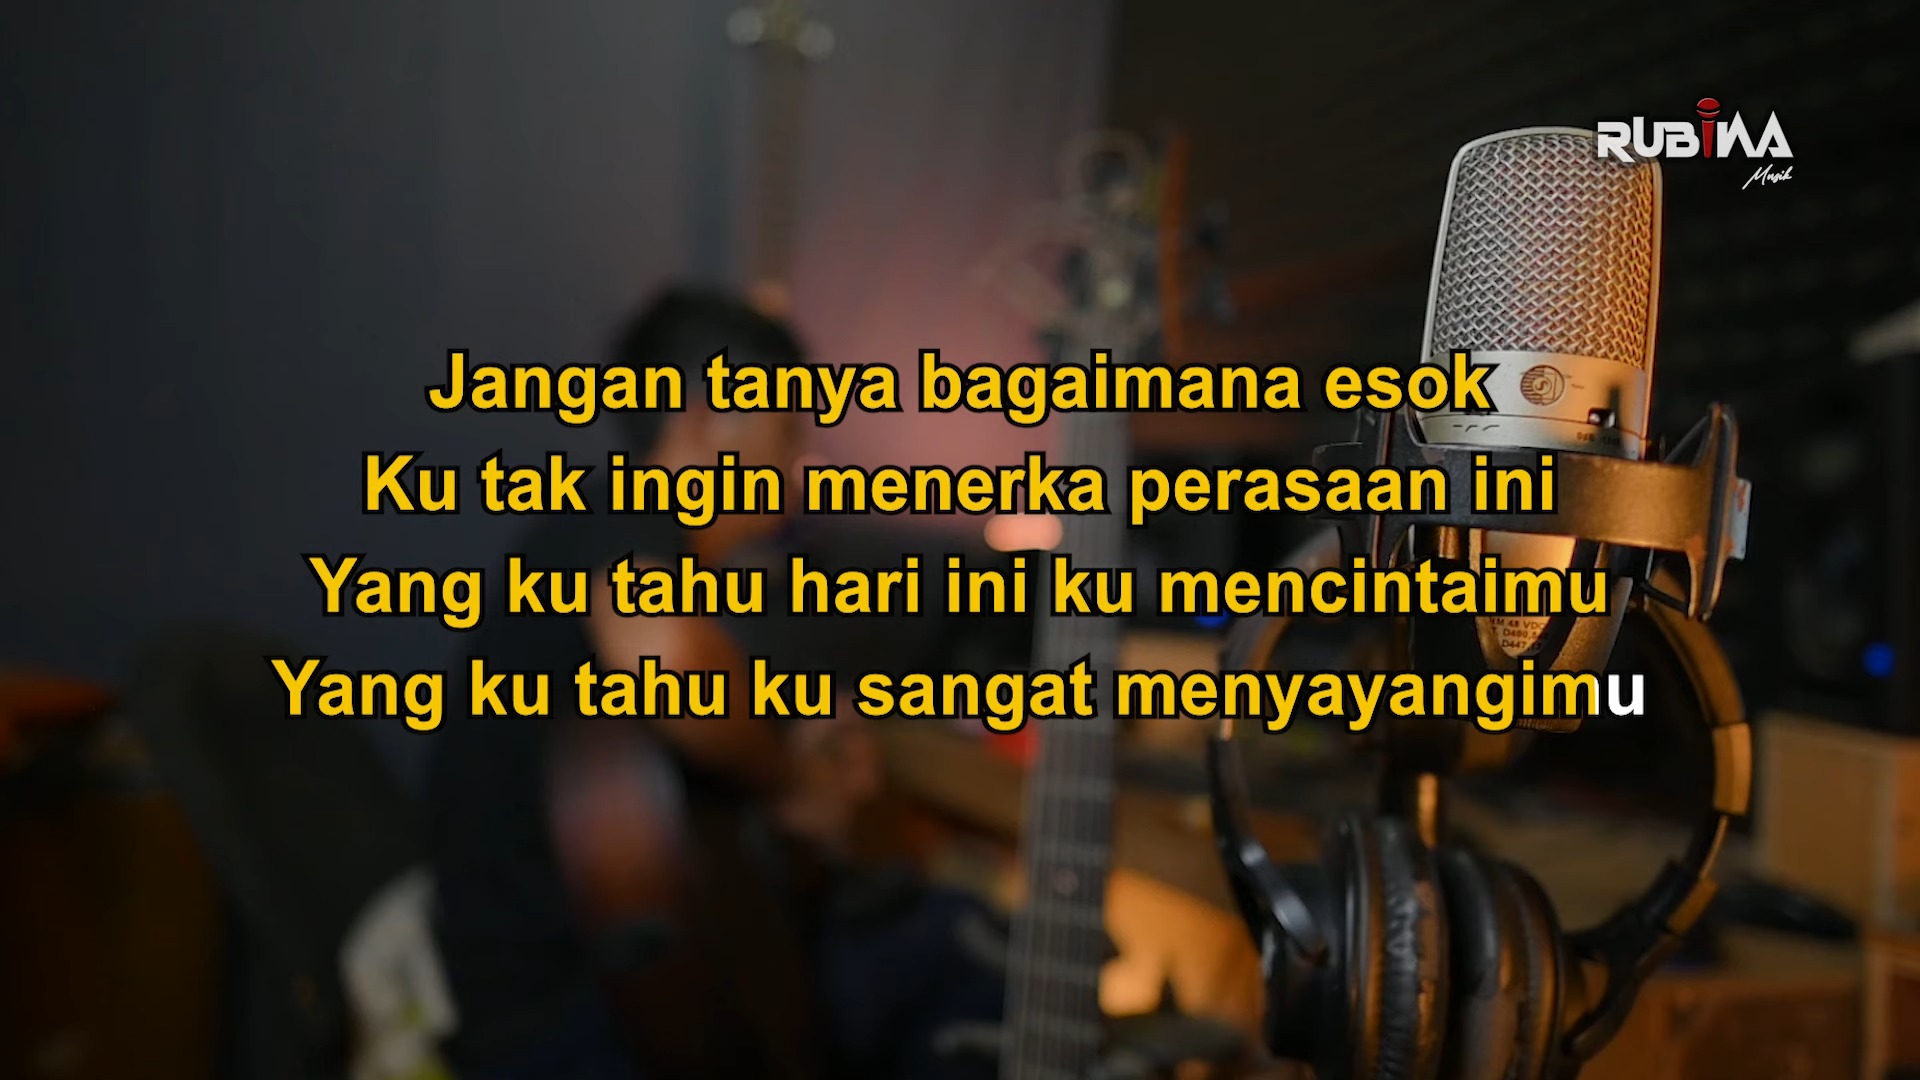 RUBINA
Musik
Jangan tanya bagaimana esok
Ku tak ingin menerka perasaan ini
Yang ku tahu hari ini ku mencintaimu
Yang ku tahu ku sangat menyayangimu